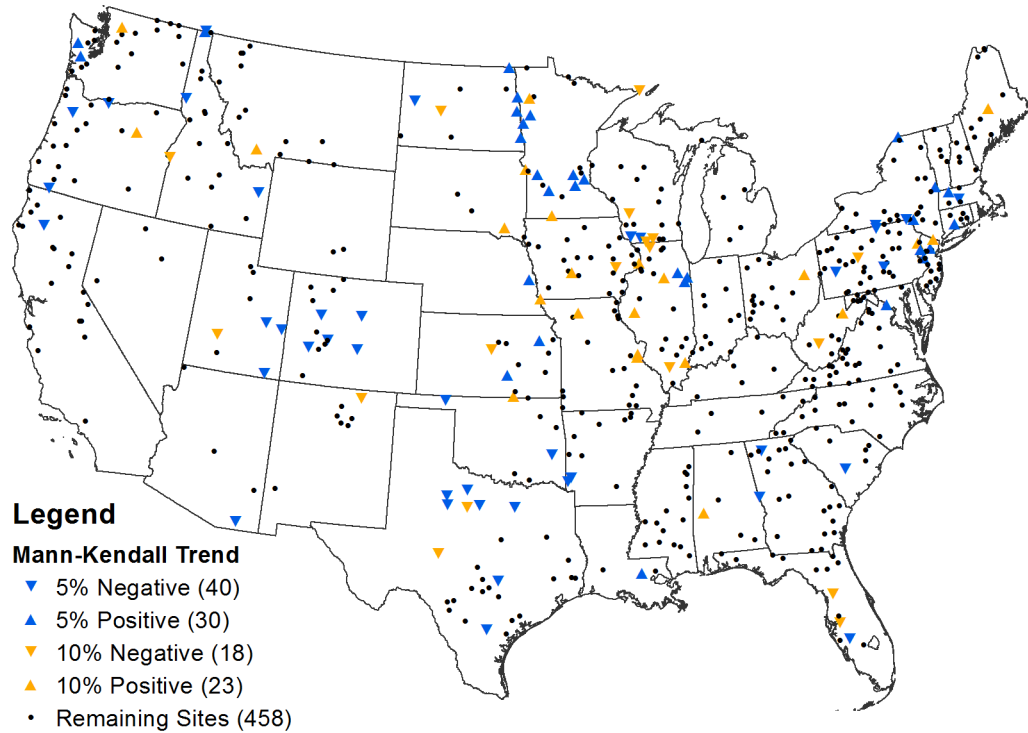 Legend
Mann-Kendall Trend
5% Negative (40)
5% Positive (30)
10% Negative (18)
10% Positive (23)
Remaining Sites (458)